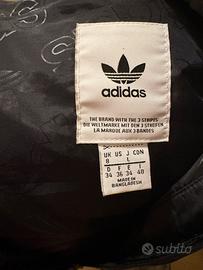 adidas
THE BRAND WITH THE 3 STRIPES
DIE WELTMARKE MIT DEN 3 STREIFEN
LA MARQUE AUX 3 BANDES
UK US J CDN
8 L
D F E I
34 36 34 40
MADE IN
BANGLADESH
subito